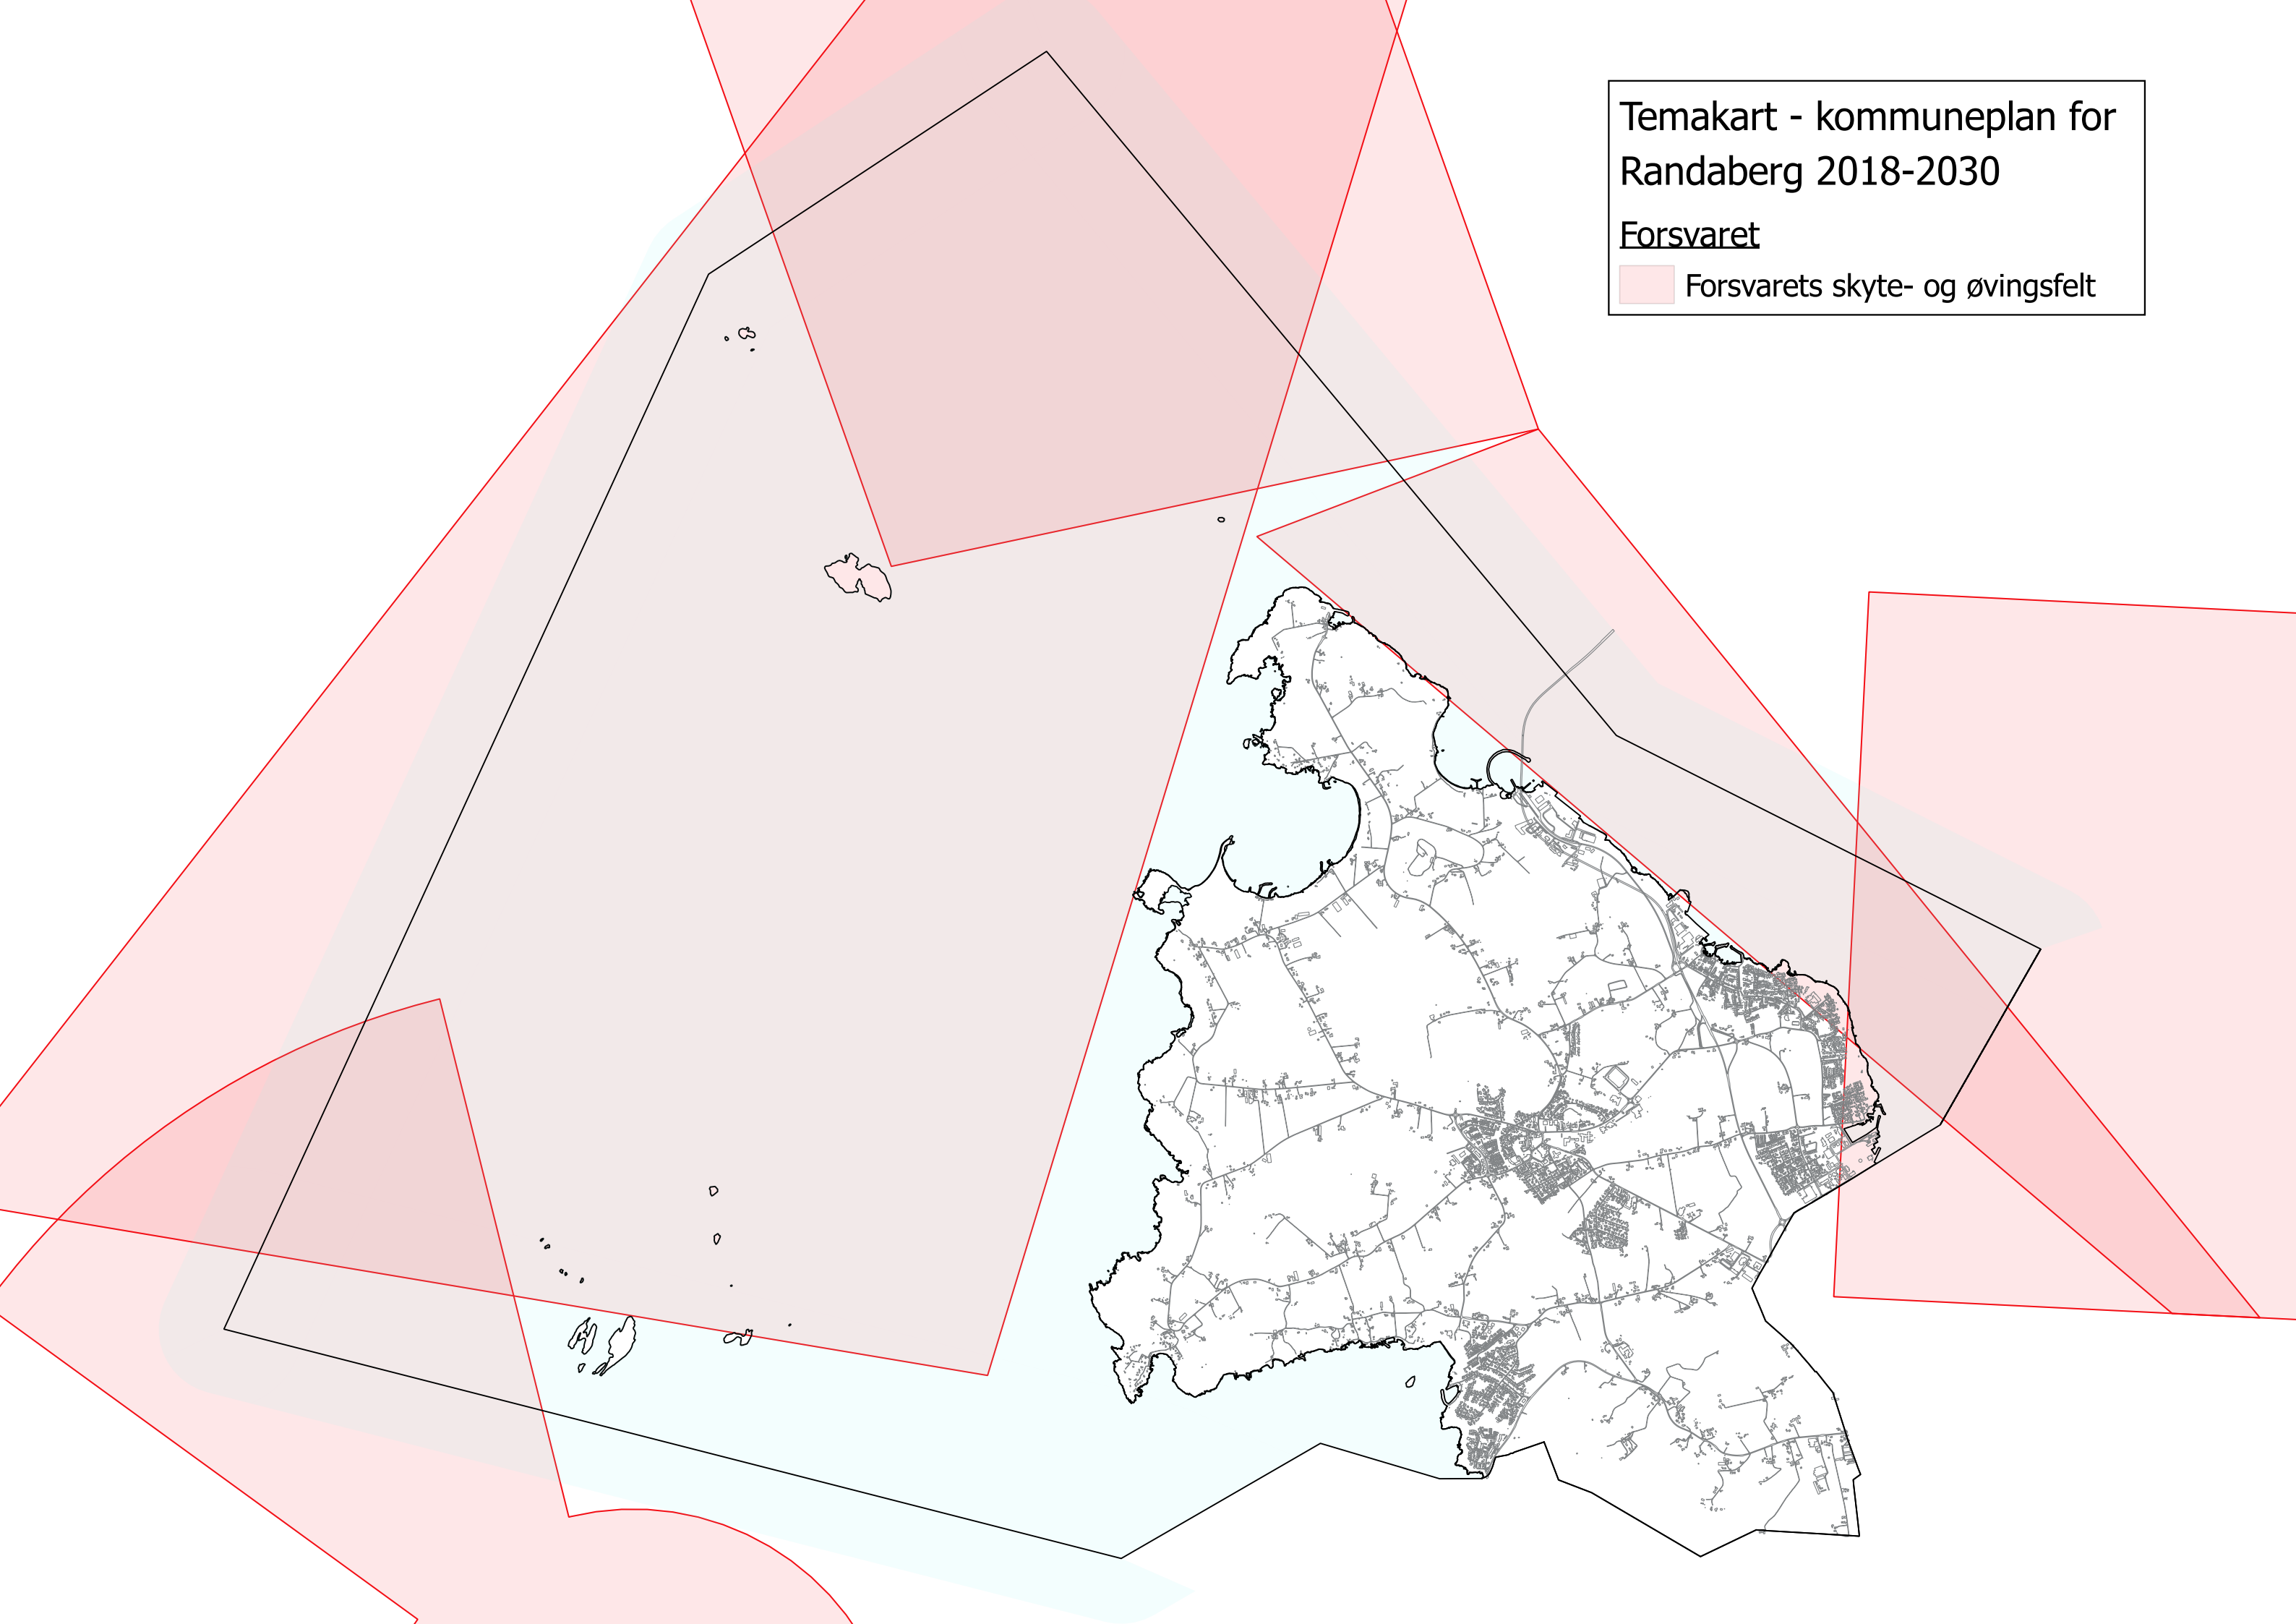 Temakart - kommuneplan for
Randaberg 2018-2030
Forsvaret
Forsvarets skyte- og øvingsfelt